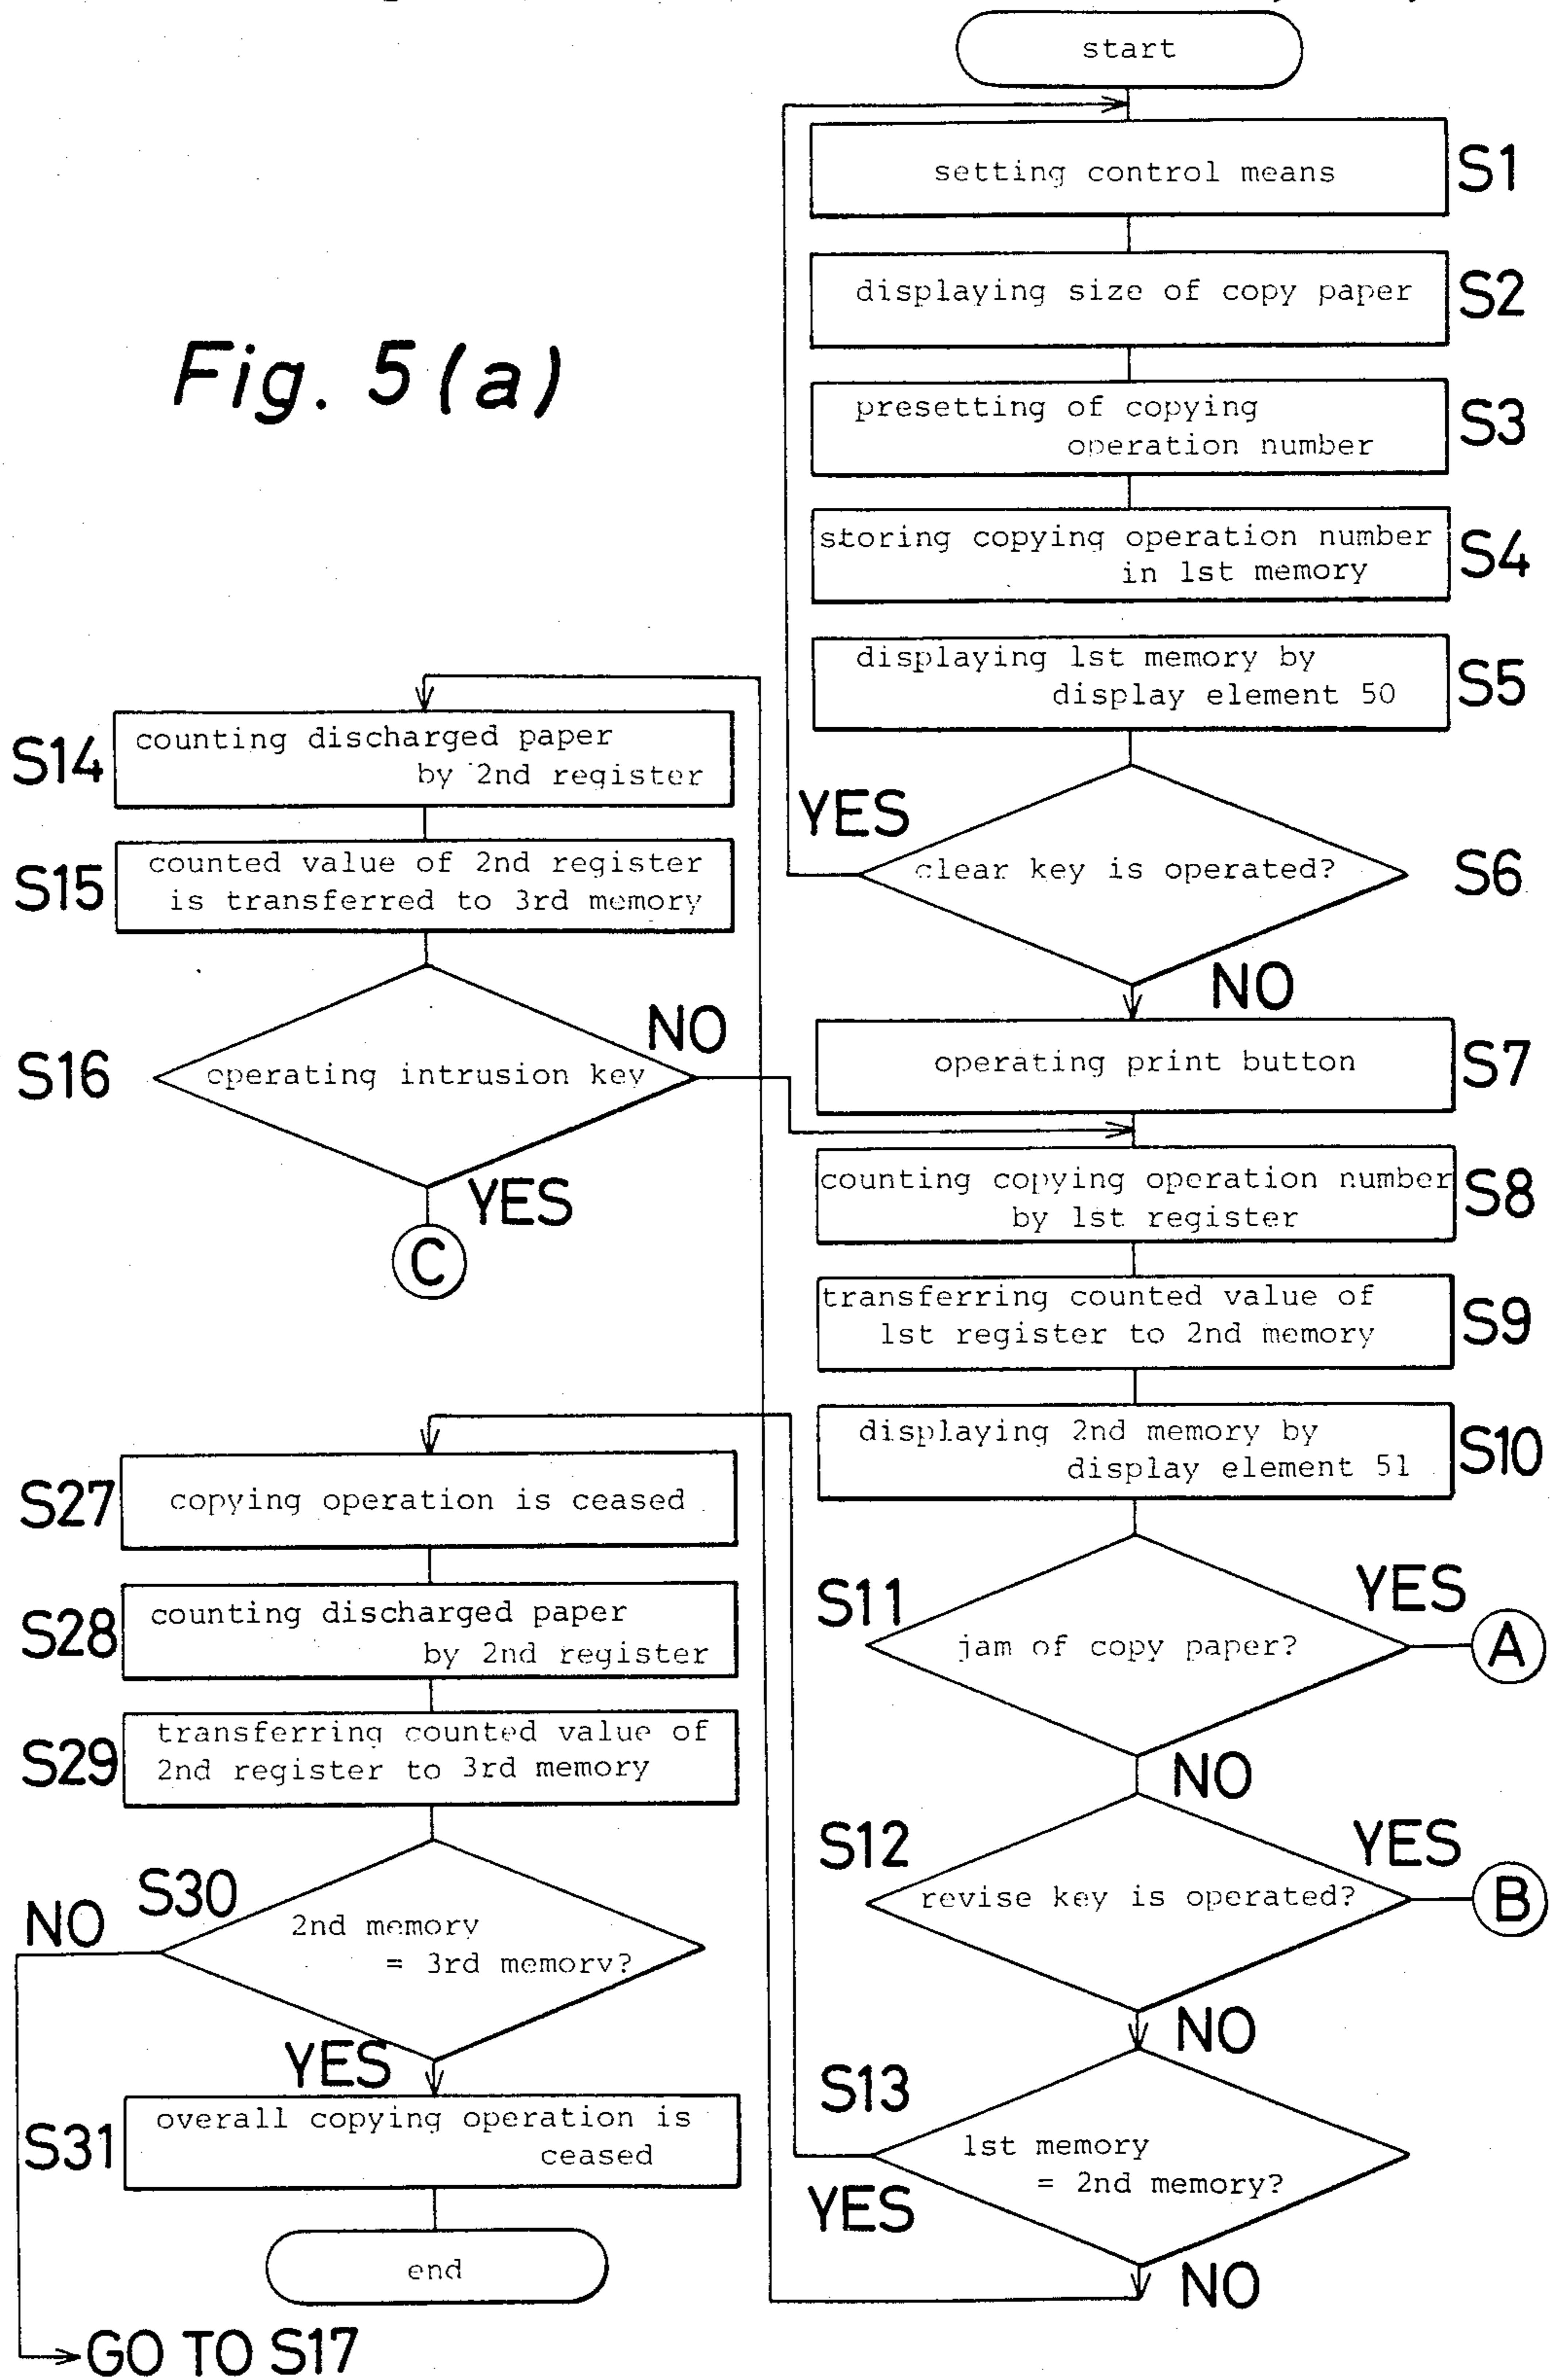 start
setting control means
S1
displaying size of copy paper
S2
presetting of copying
operation number
S3
storing copying operation number
in 1st memory
S4
displaying 1st memory by
display element 50
S5
YES
clear key is operated?
S6
NO
operating print button
S7
counting copying operation number
by 1st register
S8
transferring counted value of
1st register to 2nd memory
S9
displaying 2nd memory by
display element 51
S10
S11
jam of copy paper?
YES
A
NO
S12
revise key is operated?
YES
B
NO
S13
1st memory
= 2nd memory?
YES
NO
Fig. 5(a)
S14
counting discharged paper
by 2nd register
S15
counted value of 2nd register
is transferred to 3rd memory
S16
operating intrusion key
NO
YES
C
S27
copying operation is ceased
S28
counting discharged paper
by 2nd register
S29
transferring counted value of
2nd register to 3rd memory
S30
NO
2nd memory
= 3rd memory?
YES
S31
overall copying operation is
ceased
end
GO TO S17